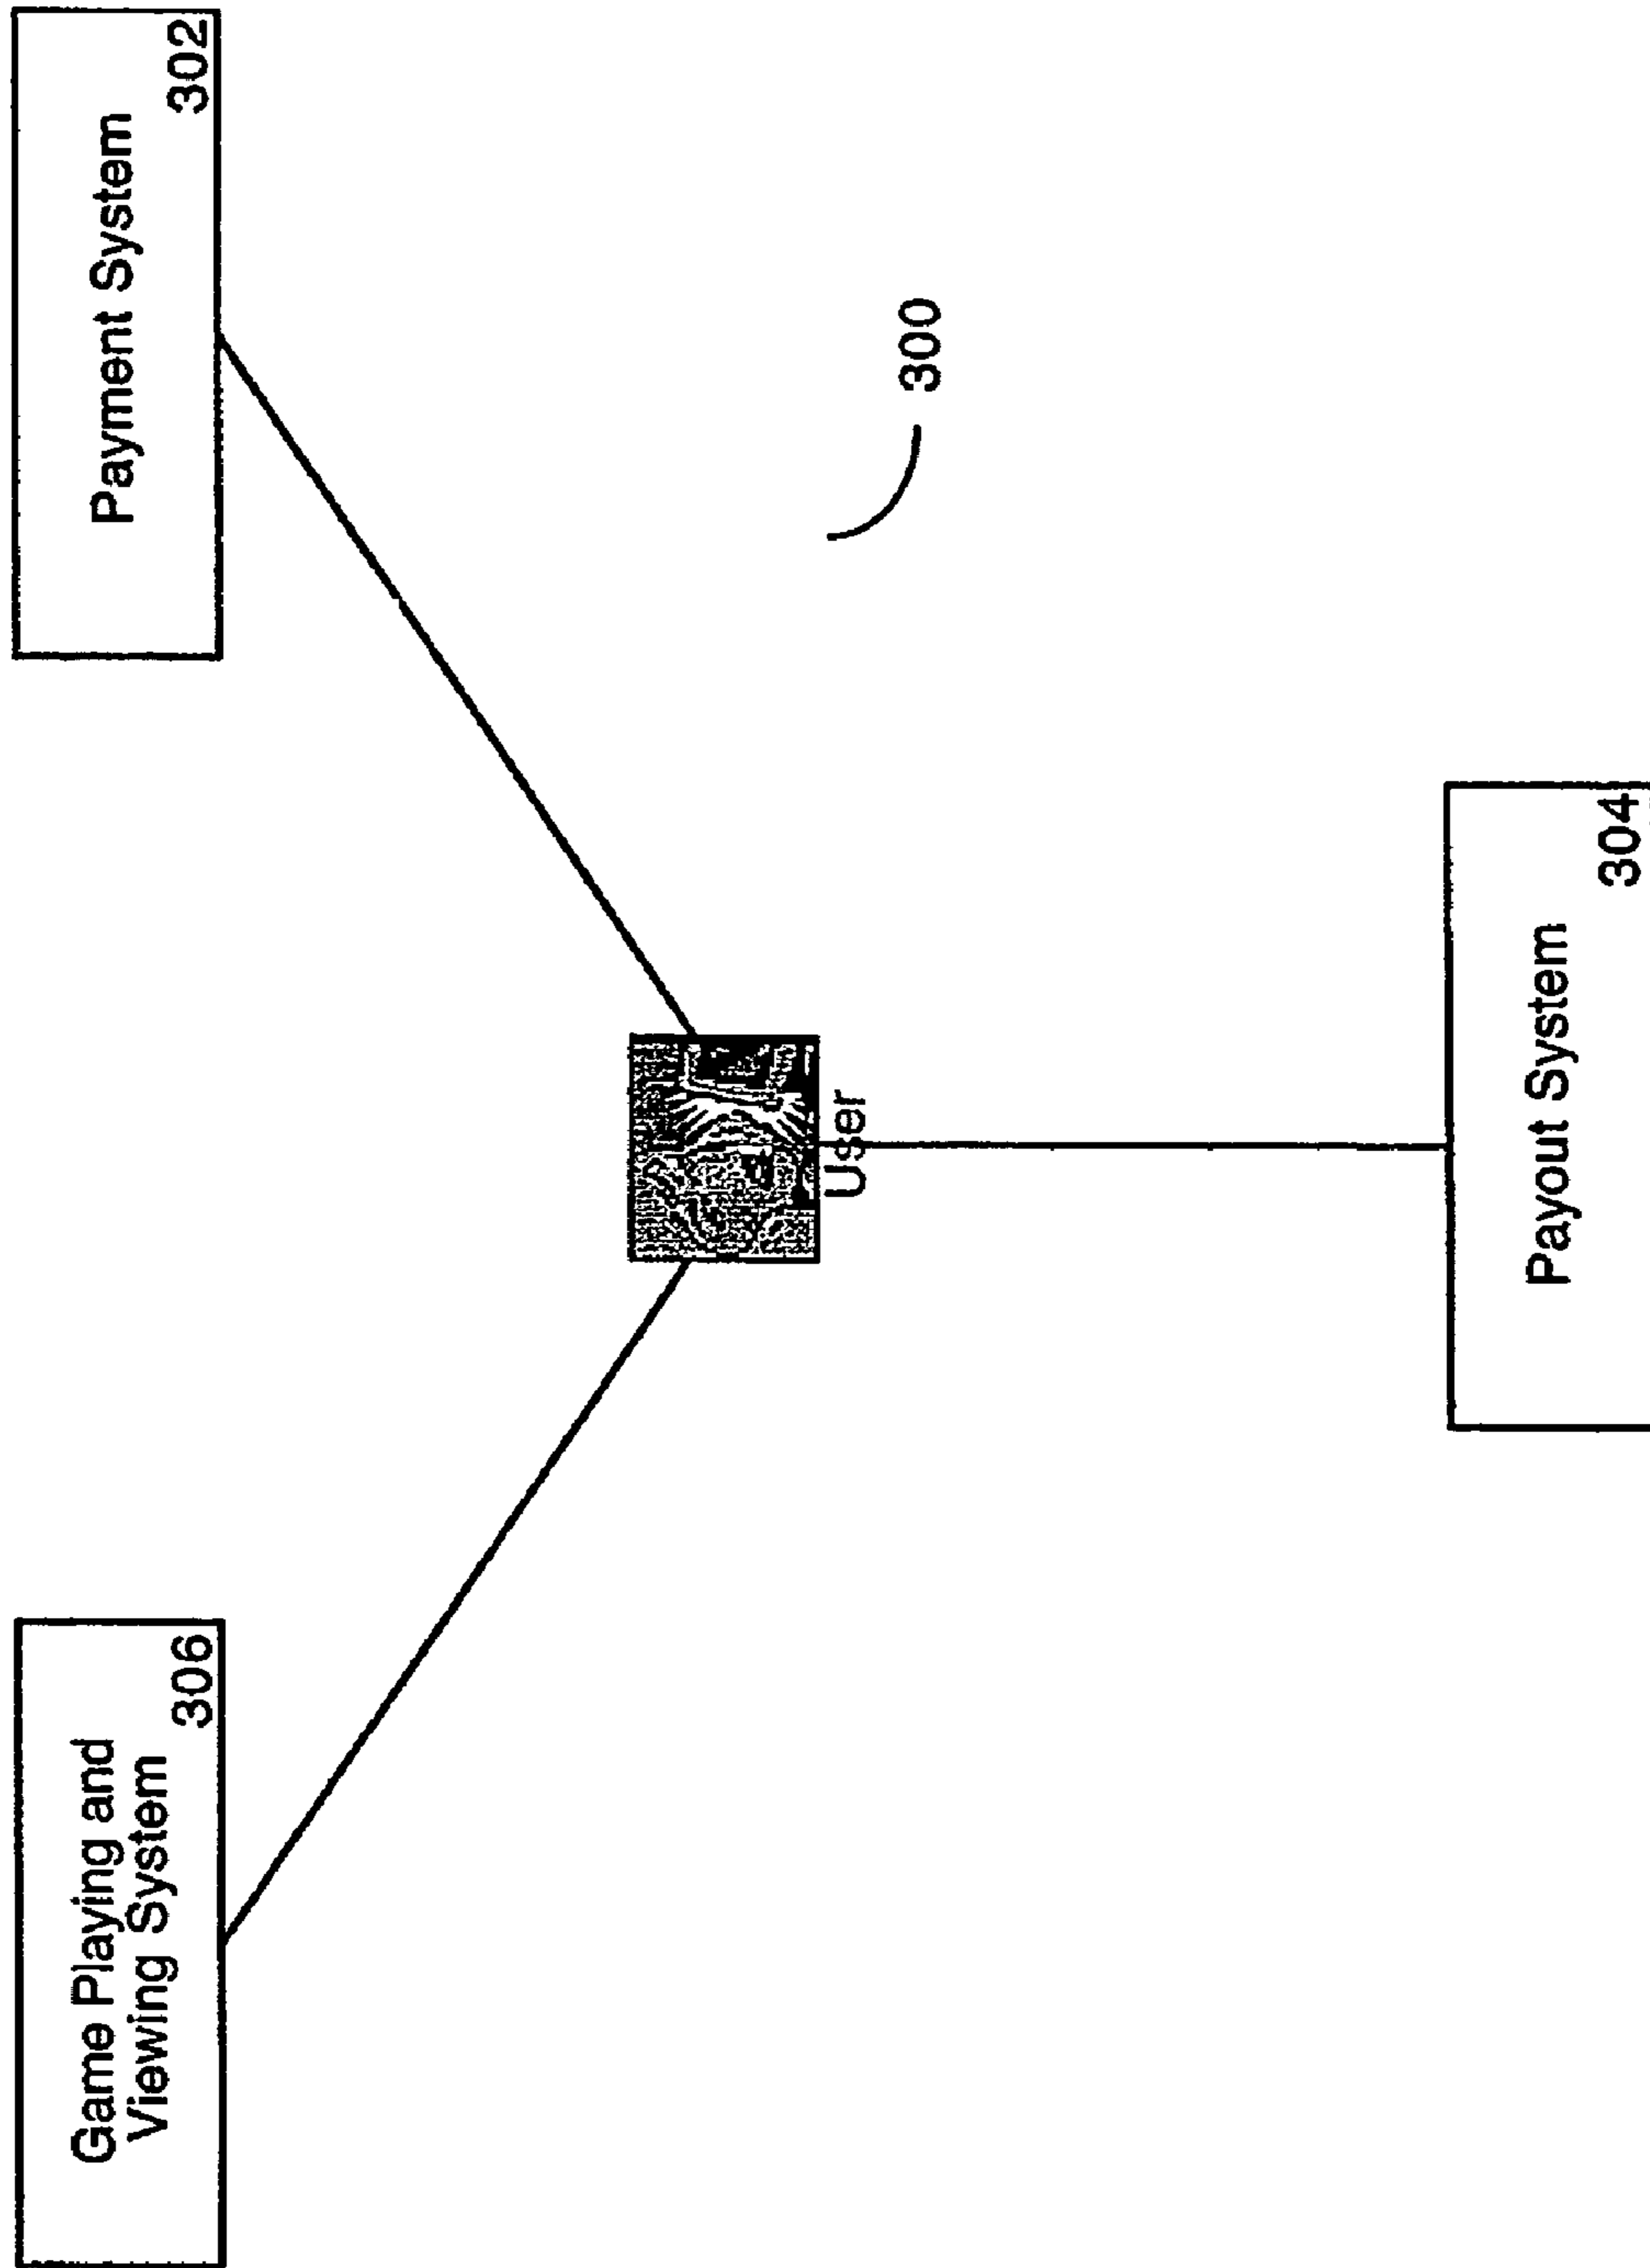 Game Playing and
Viewing System
306
Payment System
302
User
300
Payout System
304